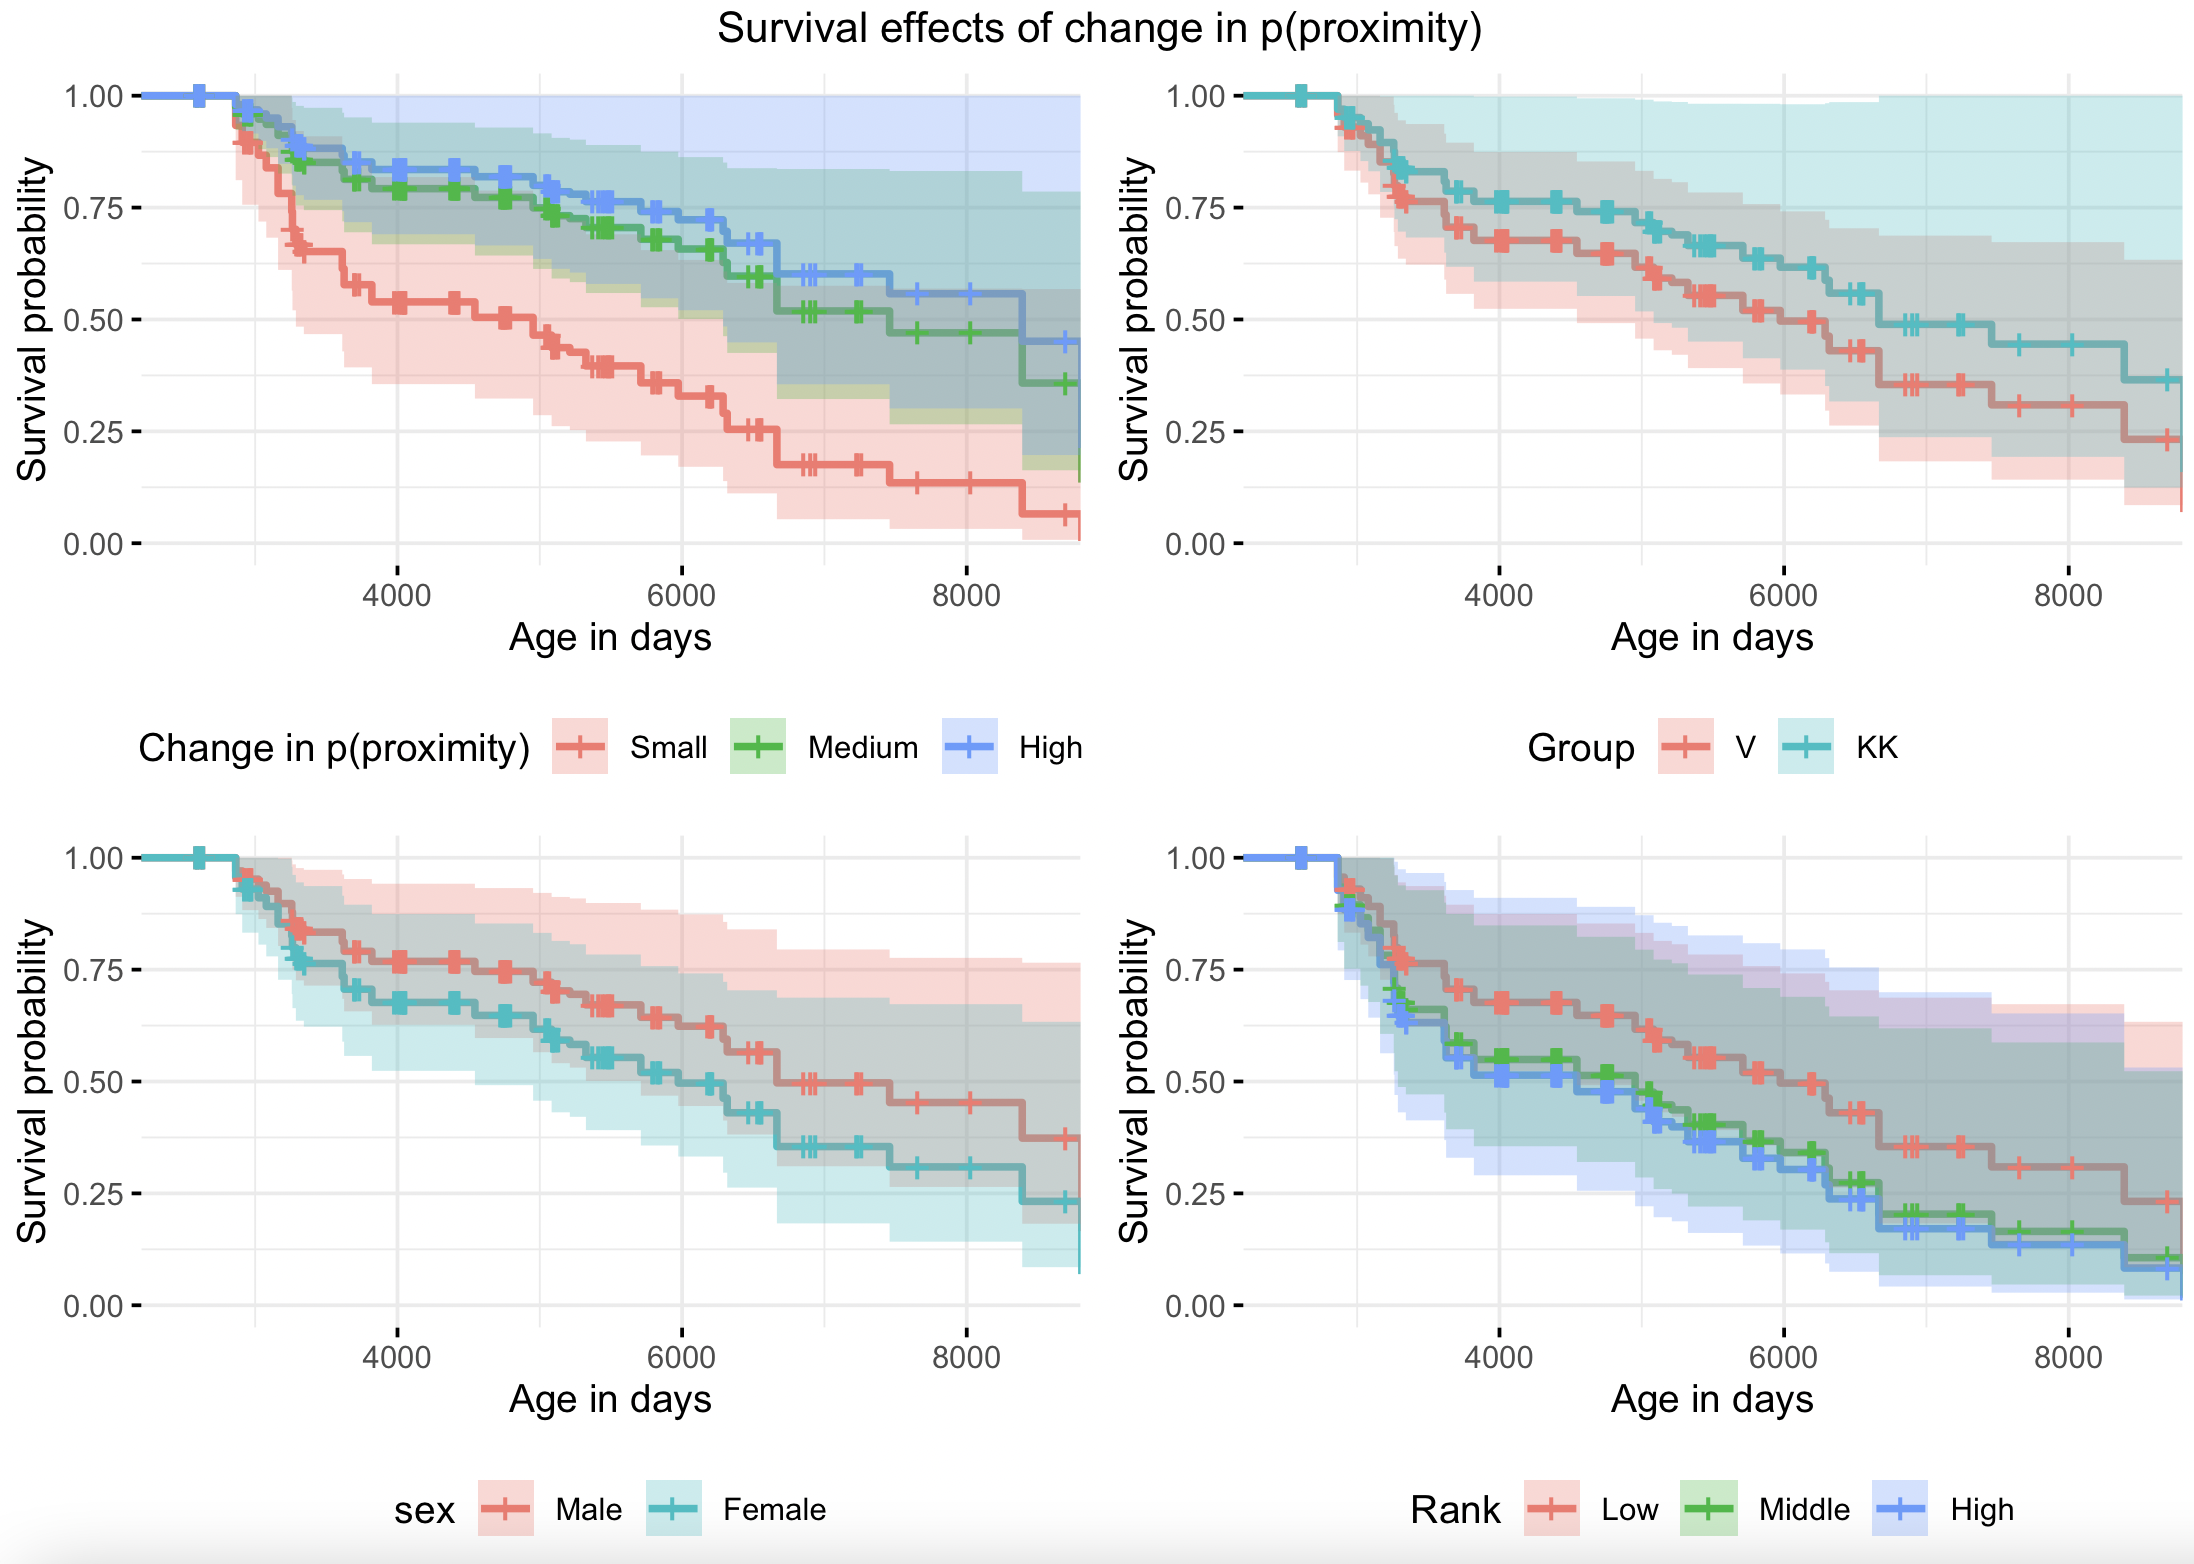 Survival effects of change in p(proximity)
Survival probability
1.00
0.75
0.50
0.25
0.00
4000 6000 8000
Age in days
Change in p(proximity) Small Medium High
Survival probability
1.00
0.75
0.50
0.25
0.00
4000 6000 8000
Age in days
Group V KK
Survival probability
1.00
0.75
0.50
0.25
0.00
4000 6000 8000
Age in days
sex Male Female
Survival probability
1.00
0.75
0.50
0.25
0.00
4000 6000 8000
Age in days
Rank Low Middle High